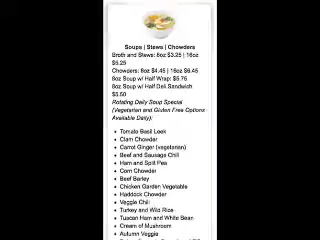 Soups | Stews | Chowders
Broth and Stews: 8oz $3.25 | 16oz
$5.25
Chowders: 8oz $4.45 | 16oz $6.45
8oz Soup w/ Half Wrap: $5.75
8oz Soup w/ Half Deli Sandwich
$5.50
Rotating Daily Soup Special
(Vegetarian and Gluten Free Options
Available Daily):
Tomato Basil Leek
Clam Chowder
Carrot Ginger (vegetarian)
Beef and Sausage Chili
Ham and Split Pea
Corn Chowder
Beef Barley
Chicken Garden Vegetable
Haddock Chowder
Veggie Chili
Turkey and Wild Rice
Tuscan Ham and White Bean
Cream of Mushroom
Autumn Veggie